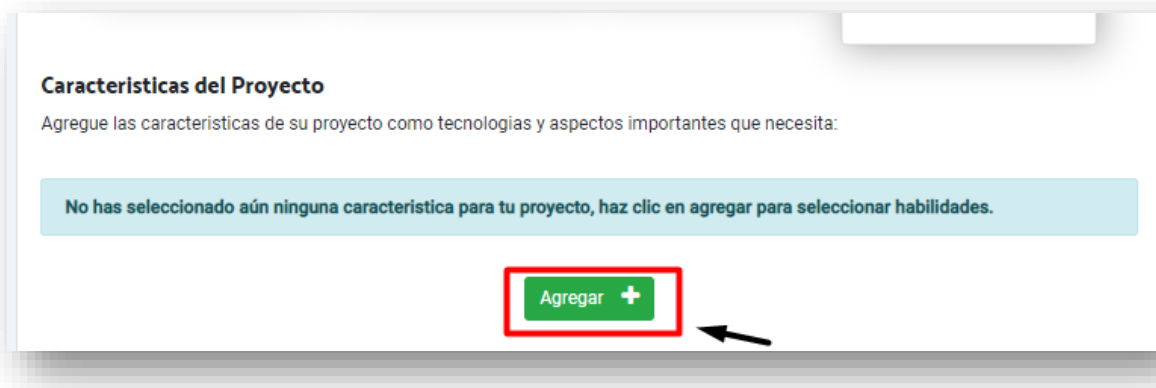 Caracteristicas del Proyecto
Agregue las caracteristicas de su proyecto como tecnologias y aspectos importantes que necesita:
No has seleccionado aún ninguna caracteristica para tu proyecto, haz clic en agregar para seleccionar habilidades.
Agregar +